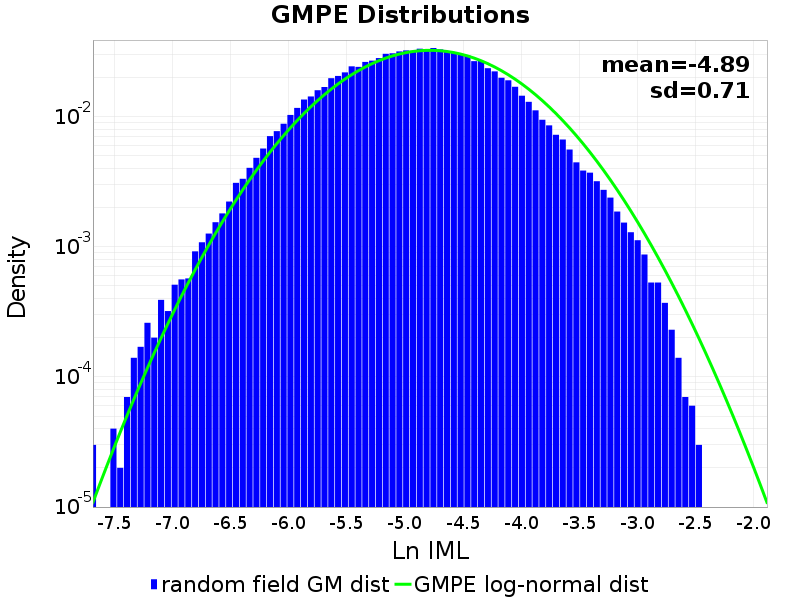 GMPE Distributions
mean=-4.89
sd=0.71
10-2
10-3
10-4
10-5
Density
-7.5 -7.0 -6.5 -6.0 -5.5 -5.0 -4.5 -4.0 -3.5 -3.0 -2.5 -2.0
Ln IML
random field GM dist GMPE log-normal dist